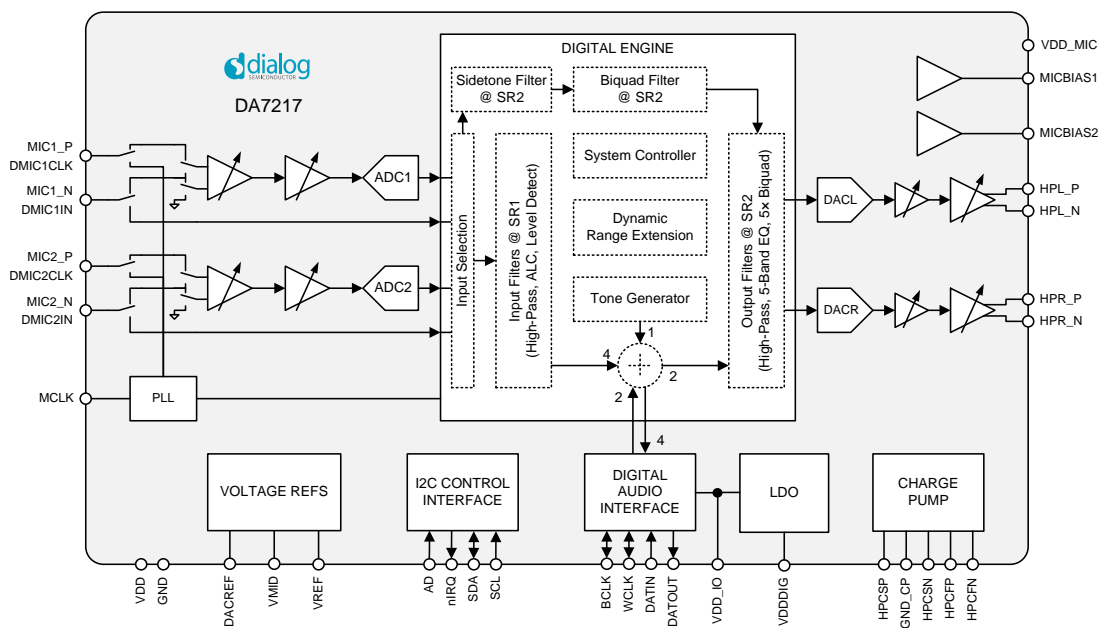 dialog
SEMICONDUCTOR
DA7217
DIGITAL ENGINE
Sidetone Filter
@ SR2
Biquad Filter
@ SR2
System Controller
Dynamic
Range Extension
Tone Generator
Input Selection
Input Filters @ SR1
(High-Pass, ALC, Level Detect)
Output Filters @ SR2
(High-Pass, 5-Band EQ, 5x Biquad)
1
4
2
2
4
MIC1_P
DMIC1CLK
MIC1_N
DMIC1IN
MIC2_P
DMIC2CLK
MIC2_N
DMIC2IN
MCLK
ADC1
ADC2
PLL
DACL
DACR
VDD_MIC
MICBIAS1
MICBIAS2
HPL_P
HPL_N
HPR_P
HPR_N
VOLTAGE REFS
I2C CONTROL
INTERFACE
DIGITAL
AUDIO
INTERFACE
LDO
CHARGE
PUMP
VDD
GND
DACREF
VMID
VREF
AD
nIRQ
SDA
SCL
BCLK
WCLK
DATIN
DATOUT
VDD_IO
VDDDIG
HPCSP
GND_CP
HPCSN
HPCFP
HPCFN